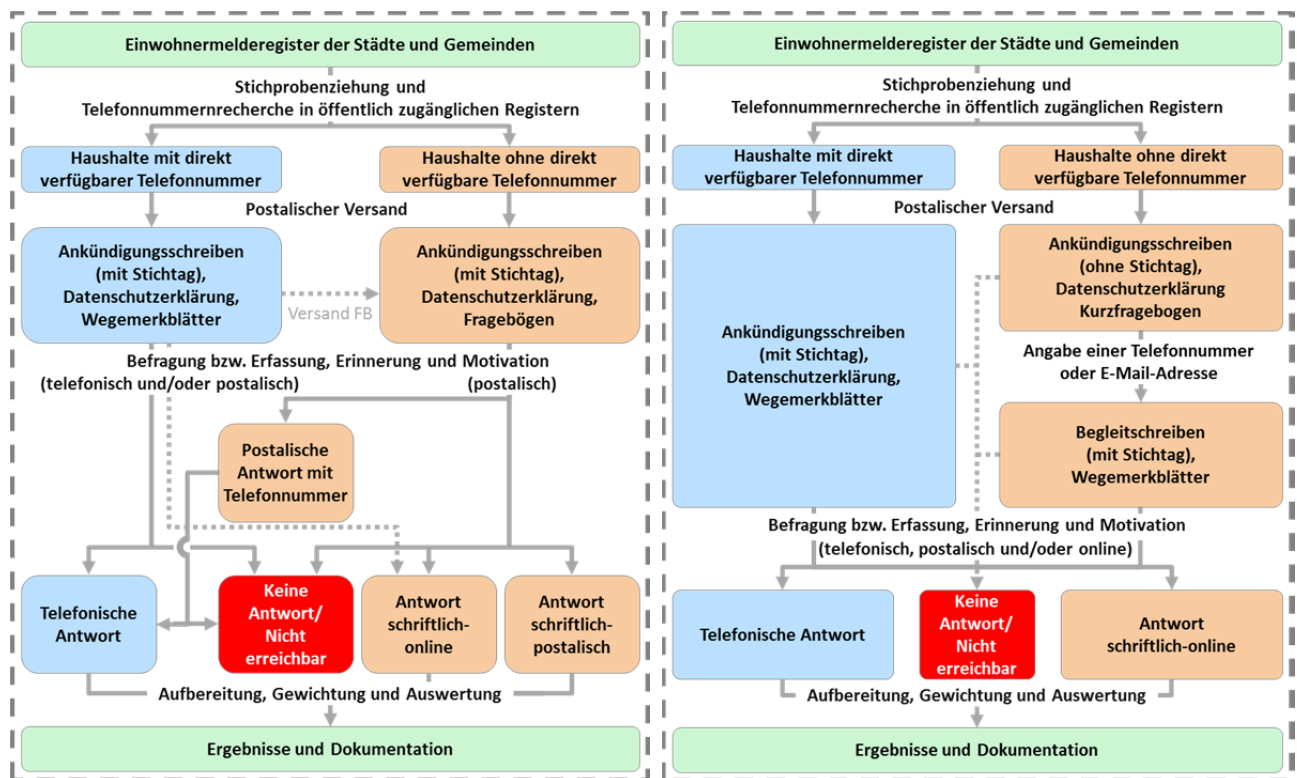 Einwohnermelderegister der Städte und Gemeinden
Stichprobenziehung und
Telefonnummernrecherche in öffentlich zugänglichen Registern
Haushalte mit direkt
verfügbarer Telefonnummer
Haushalte ohne direkt
verfügbare Telefonnummer
Postalischer Versand
Ankündigungsschreiben
(mit Stichtag),
Datenschutzerklärung,
Wegemerkblätter
Versand FB
Ankündigungsschreiben
(mit Stichtag),
Datenschutzerklärung,
Fragebögen
Befragung bzw. Erfassung, Erinnerung und Motivation
(telefonisch und/oder postalisch)
(postalisch)
Postalische
Antwort mit
Telefonnummer
Telefonische
Antwort
Keine
Antwort/
Nicht
erreichbar
Antwort
schriftlich-
online
Antwort
schriftlich-
postalisch
Aufbereitung, Gewichtung und Auswertung
Ergebnisse und Dokumentation
Einwohnermelderegister der Städte und Gemeinden
Stichprobenziehung und
Telefonnummernrecherche in öffentlich zugänglichen Registern
Haushalte mit direkt
verfügbarer Telefonnummer
Haushalte ohne direkt
verfügbare Telefonnummer
Postalischer Versand
Ankündigungsschreiben
(mit Stichtag),
Datenschutzerklärung,
Wegemerkblätter
Ankündigungsschreiben
(ohne Stichtag),
Datenschutzerklärung
Kurzfragebogen
Angabe einer Telefonnummer
oder E-Mail-Adresse
Begleitschreiben
(mit Stichtag),
Wegemerkblätter
Befragung bzw. Erfassung, Erinnerung und Motivation
(telefonisch, postalisch und/oder online)
Telefonische Antwort
Keine
Antwort/
Nicht
erreichbar
Antwort
schriftlich-online
Aufbereitung, Gewichtung und Auswertung
Ergebnisse und Dokumentation